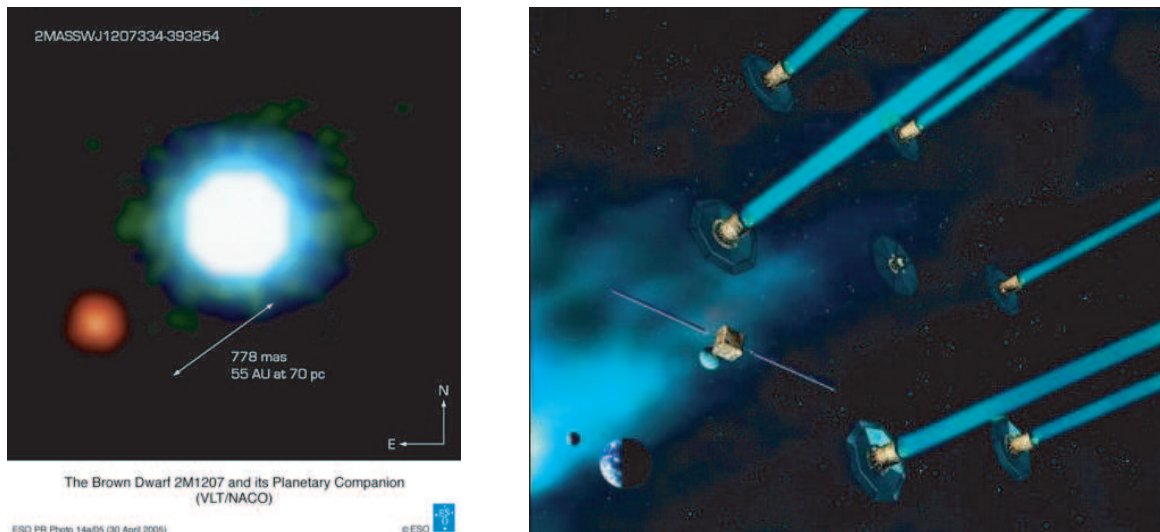 2MASSWJ1207334-393254
778 mas
55 AU at 70 pc
N
E
The Brown Dwarf 2M1207 and its Planetary Companion
(VLT/NACO)
ESO PR Photo 14a/05 (30 April 2005)
© ESO
ES
O